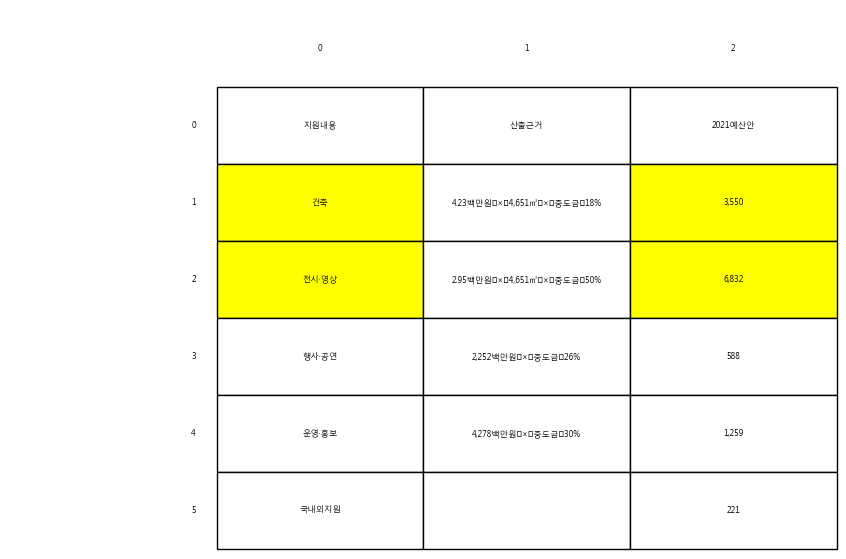 0 1 2
0 지원내용 산출근거 2021예산안
1 건축 4.23백만원□×□4,651㎡□×□중도금□18% 3,550
2 전시·영상 2.95백만원□×□4,651㎡□×□중도금□50% 6,832
3 행사·공연 2,252백만원□×□중도금□26% 588
4 운영·홍보 4,278백만원□×□중도금□30% 1,259
5 국내외지원 221